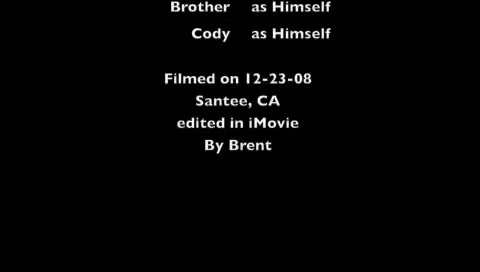 Brother as Himself
Cody as Himself
Filmed on 12-23-08
Santee, CA
edited in iMovie
By Brent